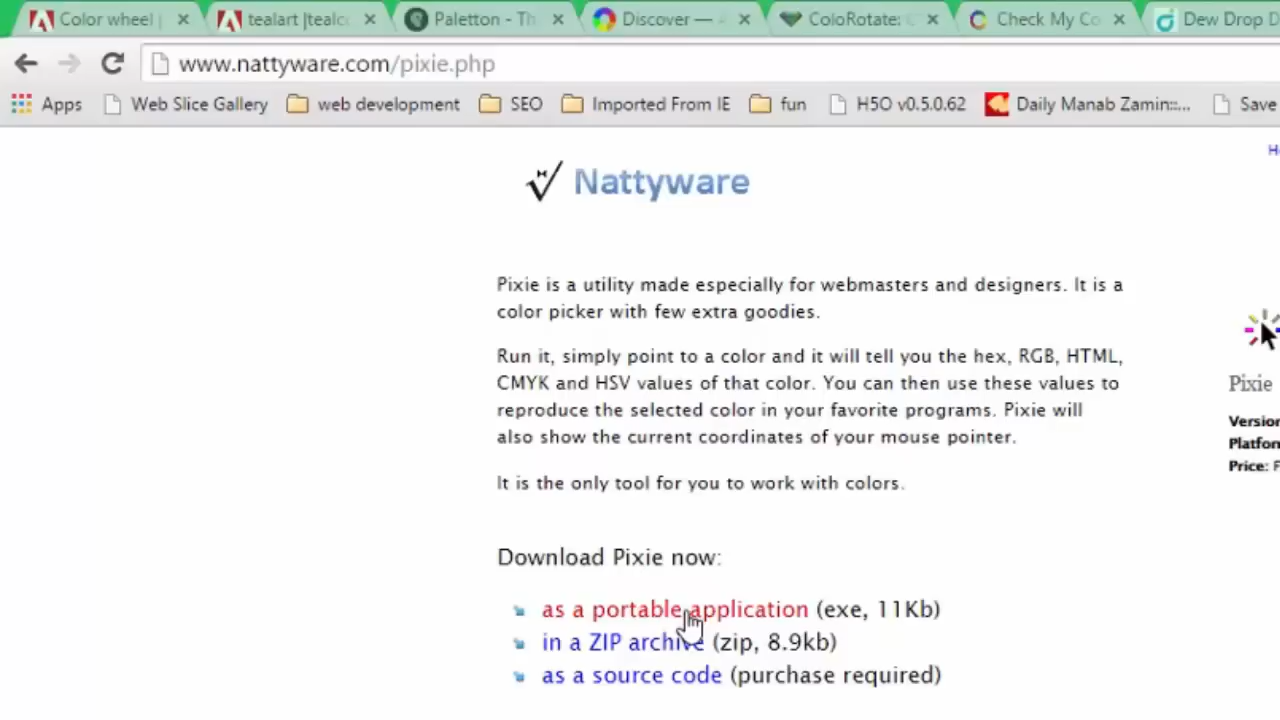 Color wheel | tealart |tealco Paletton - Th Discover — ColoRotate: Check My Co Dew Drop D
www.nattyware.com/pixie.php
Apps Web Slice Gallery web development SEO Imported From IE fun H5O v0.5.0.62 Daily Manab Zamin::... Save
Nattyware
Pixie is a utility made especially for webmasters and designers. It is a
color picker with few extra goodies.
Run it, simply point to a color and it will tell you the hex, RGB, HTML,
CMYK and HSV values of that color. You can then use these values to
reproduce the selected color in your favorite programs. Pixie will
also show the current coordinates of your mouse pointer.
It is the only tool for you to work with colors.
Pixie
Version
Platfor
Price: F
Download Pixie now:
as a portable application (exe, 11Kb)
in a ZIP archive (zip, 8.9kb)
as a source code (purchase required)